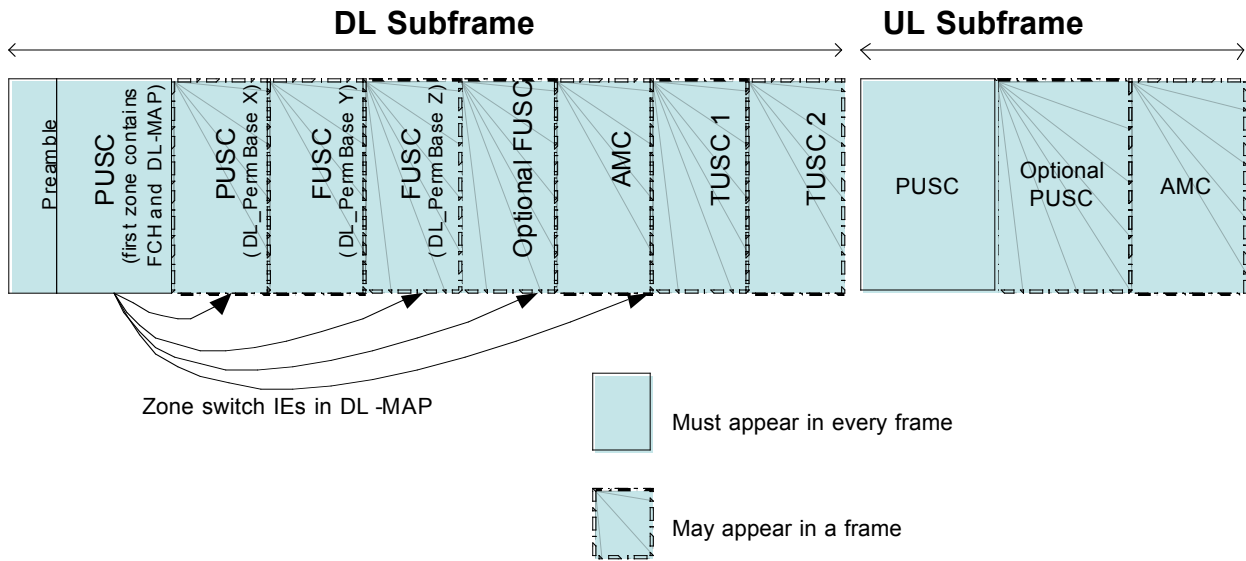 DL Subframe
UL Subframe
Preamble
PUSC
(first zone contains
FCH and DL-MAP)
PUSC
(DL_PermBase X)
FUSC
(DL_PermBase Y)
FUSC
(DL_PermBase Z)
Optional FUSC
AMC
TUSC 1
TUSC 2
PUSC
Optional
PUSC
AMC
Zone switch IEs in DL -MAP
Must appear in every frame
May appear in a frame